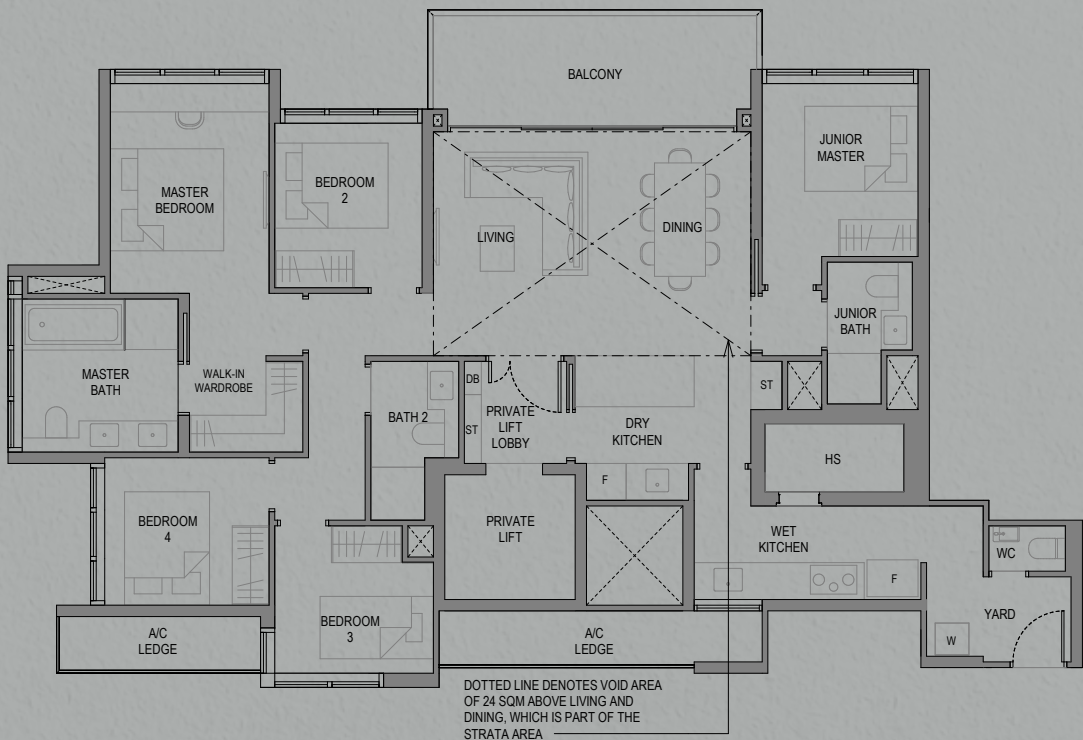 BALCONY
MASTER
BEDROOM
BEDROOM
2
LIVING
DINING
JUNIOR
MASTER
JUNIOR
BATH
MASTER
BATH
WALK-IN
WARDROBE
BATH 2
DB
ST
PRIVATE
LIFT
LOBBY
DRY
KITCHEN
ST
F
HS
BEDROOM
4
PRIVATE
LIFT
WET
KITCHEN
F
WC
BEDROOM
3
YARD
W
A/C
LEDGE
A/C
LEDGE
DOTTED LINE DENOTES VOID AREA
OF 24 SQM ABOVE LIVING AND
DINING, WHICH IS PART OF THE
STRATA AREA